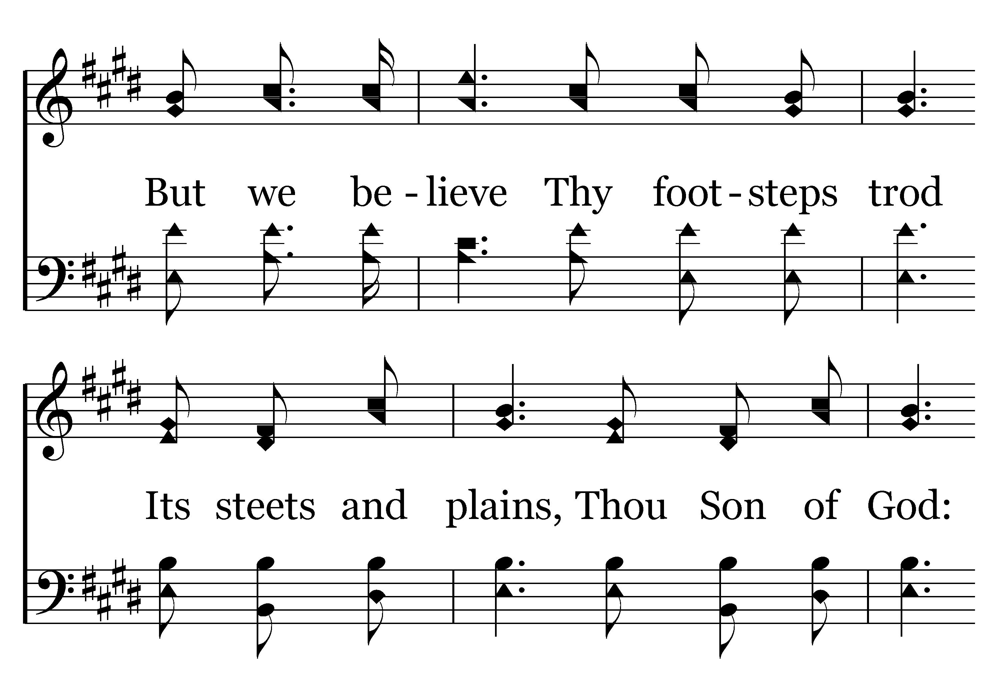 But we be - lieve Thy foot - steps trod
Its steets and plains, Thou Son of God: